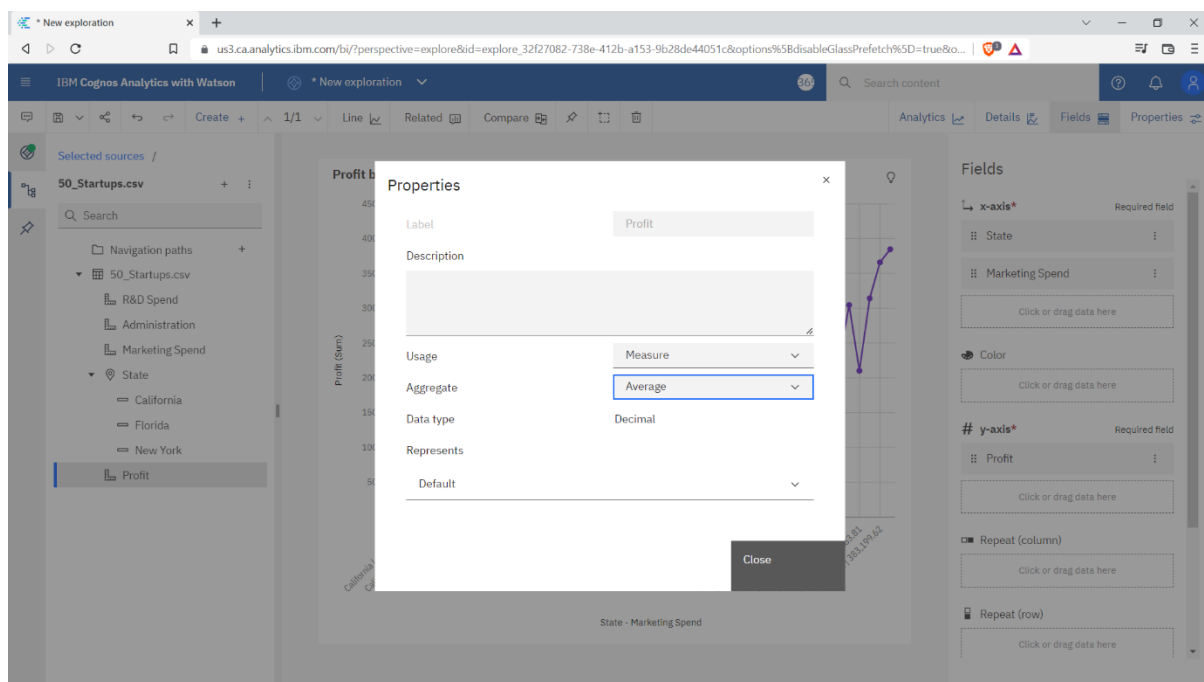 * New exploration
us3.ca.analytics.ibm.com/bi/?perspective=explore&id=explore_32f27082-738e-412b-a153-9b28de44051c&options%5BdisableGlassPrefetch%5D=true&o...
IBM Cognos Analytics with Watson
* New exploration
Search content
Create +
1/1
Line
Related
Compare
Analytics
Details
Fields
Properties
Selected sources /
50_Startups.csv
Search
Navigation paths
50_Startups.csv
R&D Spend
Administration
Marketing Spend
State
California
Florida
New York
Profit
Profit b
Profit (Sum)
State - Marketing Spend
Properties
Label
Profit
Description
Usage
Measure
Aggregate
Average
Data type
Decimal
Represents
Default
Close
Fields
x-axis*
Required field
State
Marketing Spend
Click or drag data here
Color
Click or drag data here
y-axis*
Required field
Profit
Click or drag data here
Repeat (column)
Click or drag data here
Repeat (row)
Click or drag data here